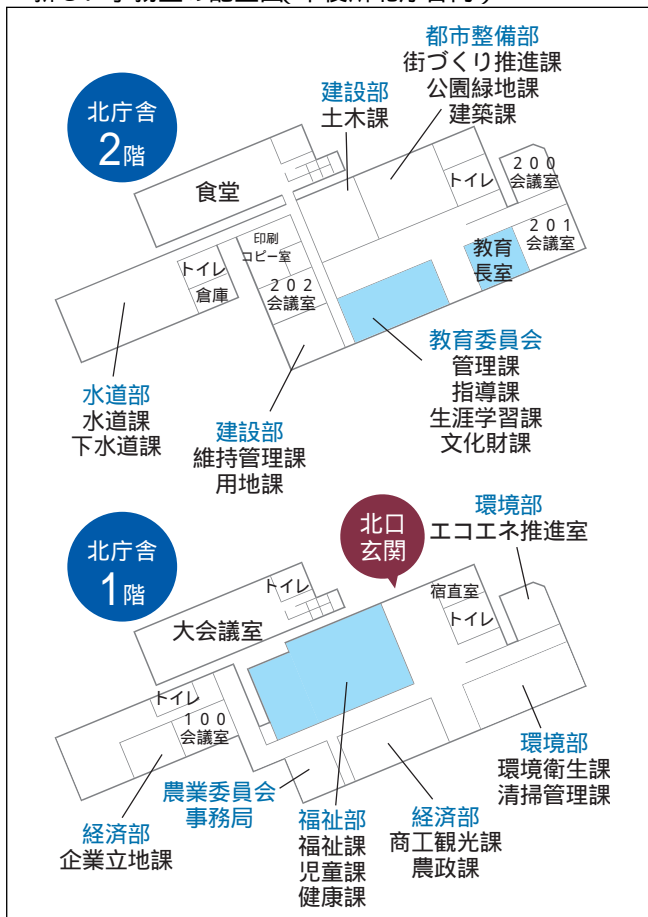 北庁舎
2階
都市整備部
街づくり推進課
公園緑地課
建築課
建設部
土木課
食堂
トイレ
200
会議室
201
会議室
教育
長室
印刷
コピー室
トイレ
倉庫
202
会議室
水道部
水道課
下水道課
建設部
維持管理課
用地課
教育委員会
管理課
指導課
生涯学習課
文化財課
北庁舎
1階
北口
玄関
環境部
エコエネ推進室
トイレ
大会議室
宿直室
トイレ
トイレ
100
会議室
経済部
企業立地課
農業委員会
事務局
福祉部
福祉課
児童課
健康課
経済部
商工観光課
農政課
環境部
環境衛生課
清掃管理課